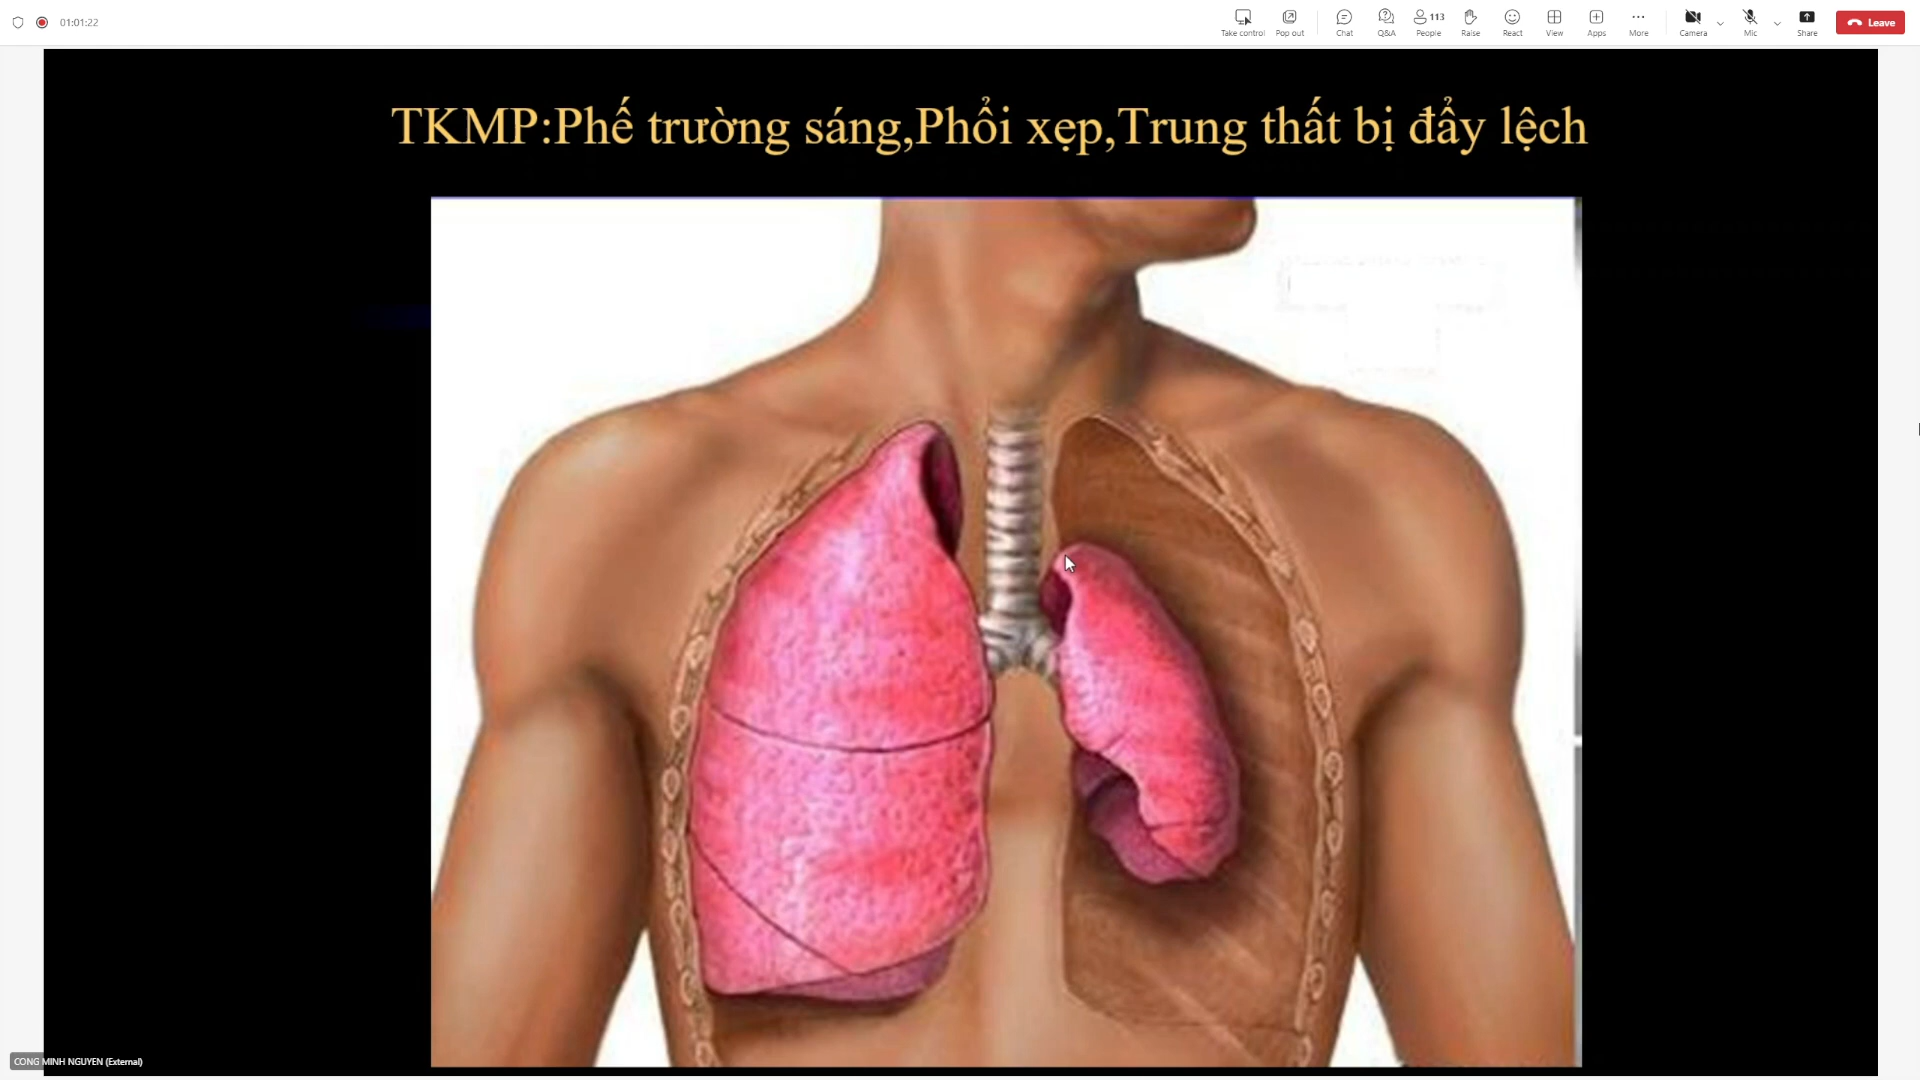 01:01:22
Take control
Pop out
Chat
Q&A
113
People
Raise
React
View
Apps
More
Camera
Mic
Share
Leave
TKMP:Phế trường sáng,Phổi xẹp,Trung thất bị đẩy lệch
CONG MINH NGUYEN (External)